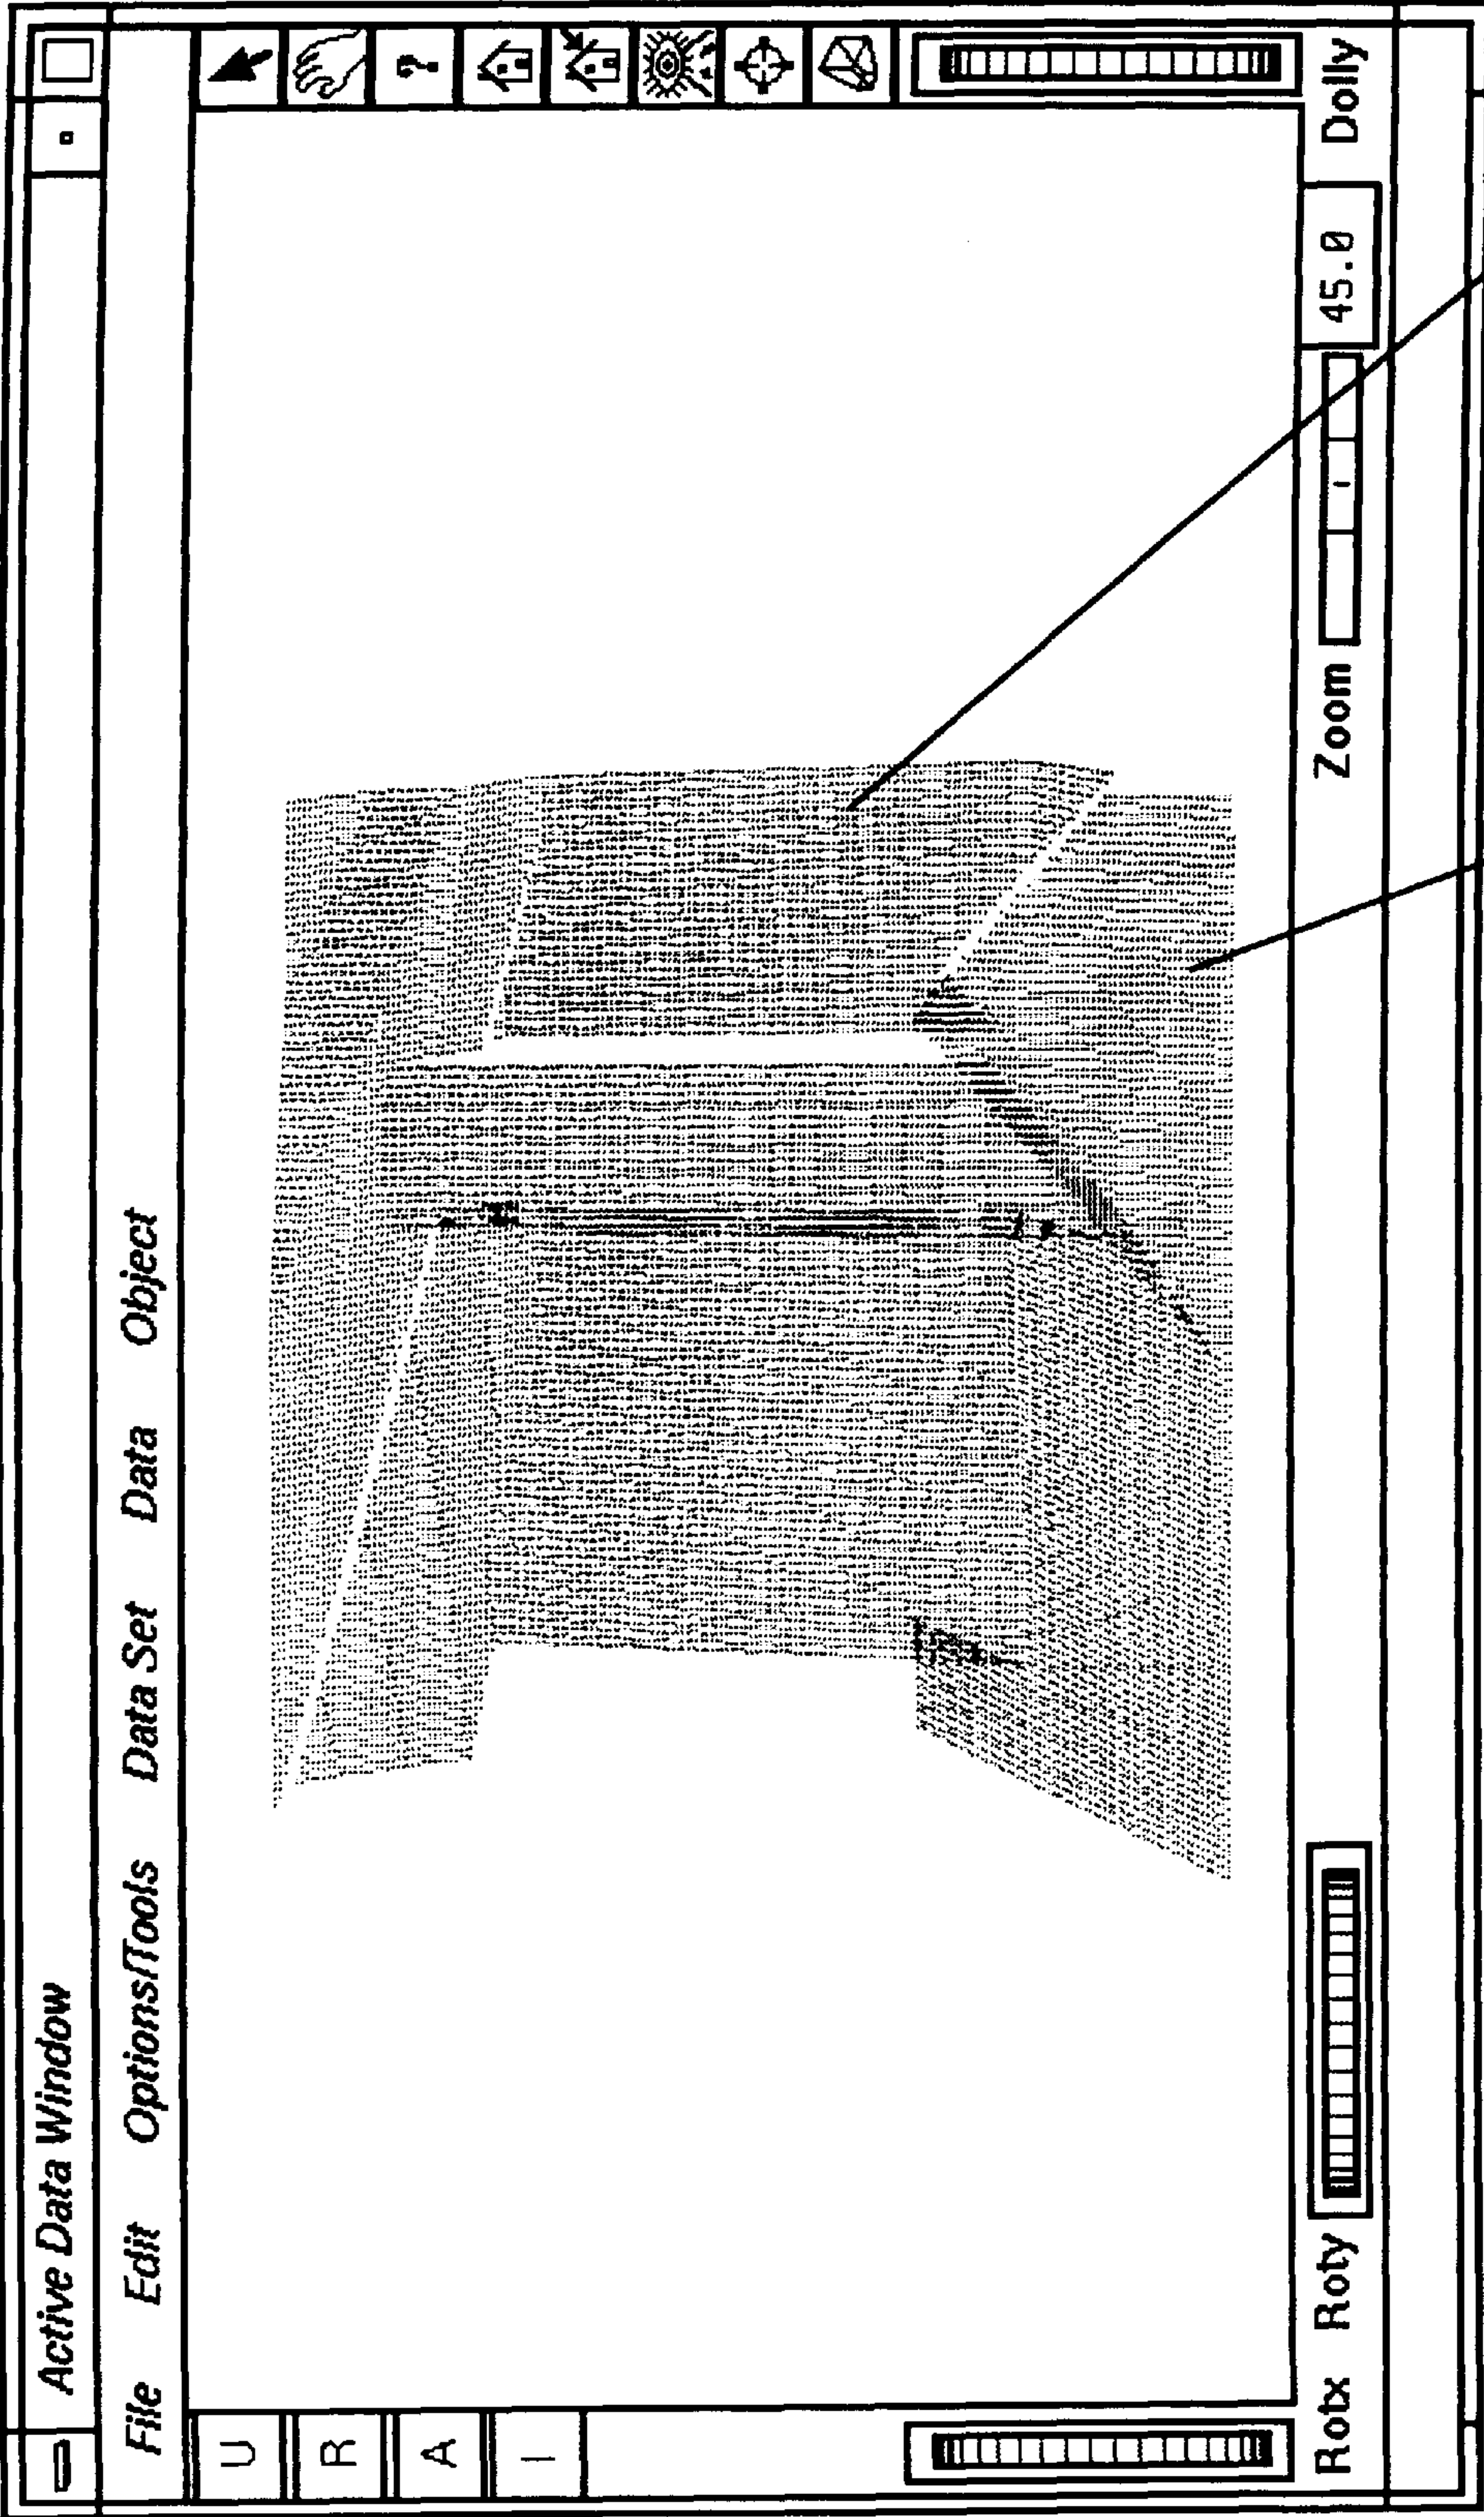 Active Data Window
File Edit Options/Tools Data Set Data Object
U
R
A
I
?
Rotx Roty Zoom 45.0 Dolly